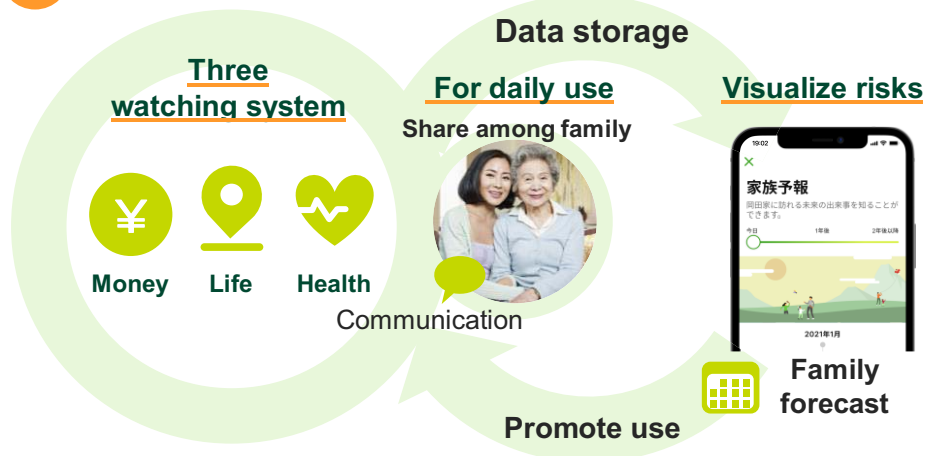 Data storage
Three
watching system
For daily use
Visualize risks
Share among family
¥
Money
Life
Health
Communication
19:02
家族予報
岡田家に訪れる未来の出来事を知ることが
できます。
今日 1年後 2年後以降
2021年1月
Family
forecast
Promote use